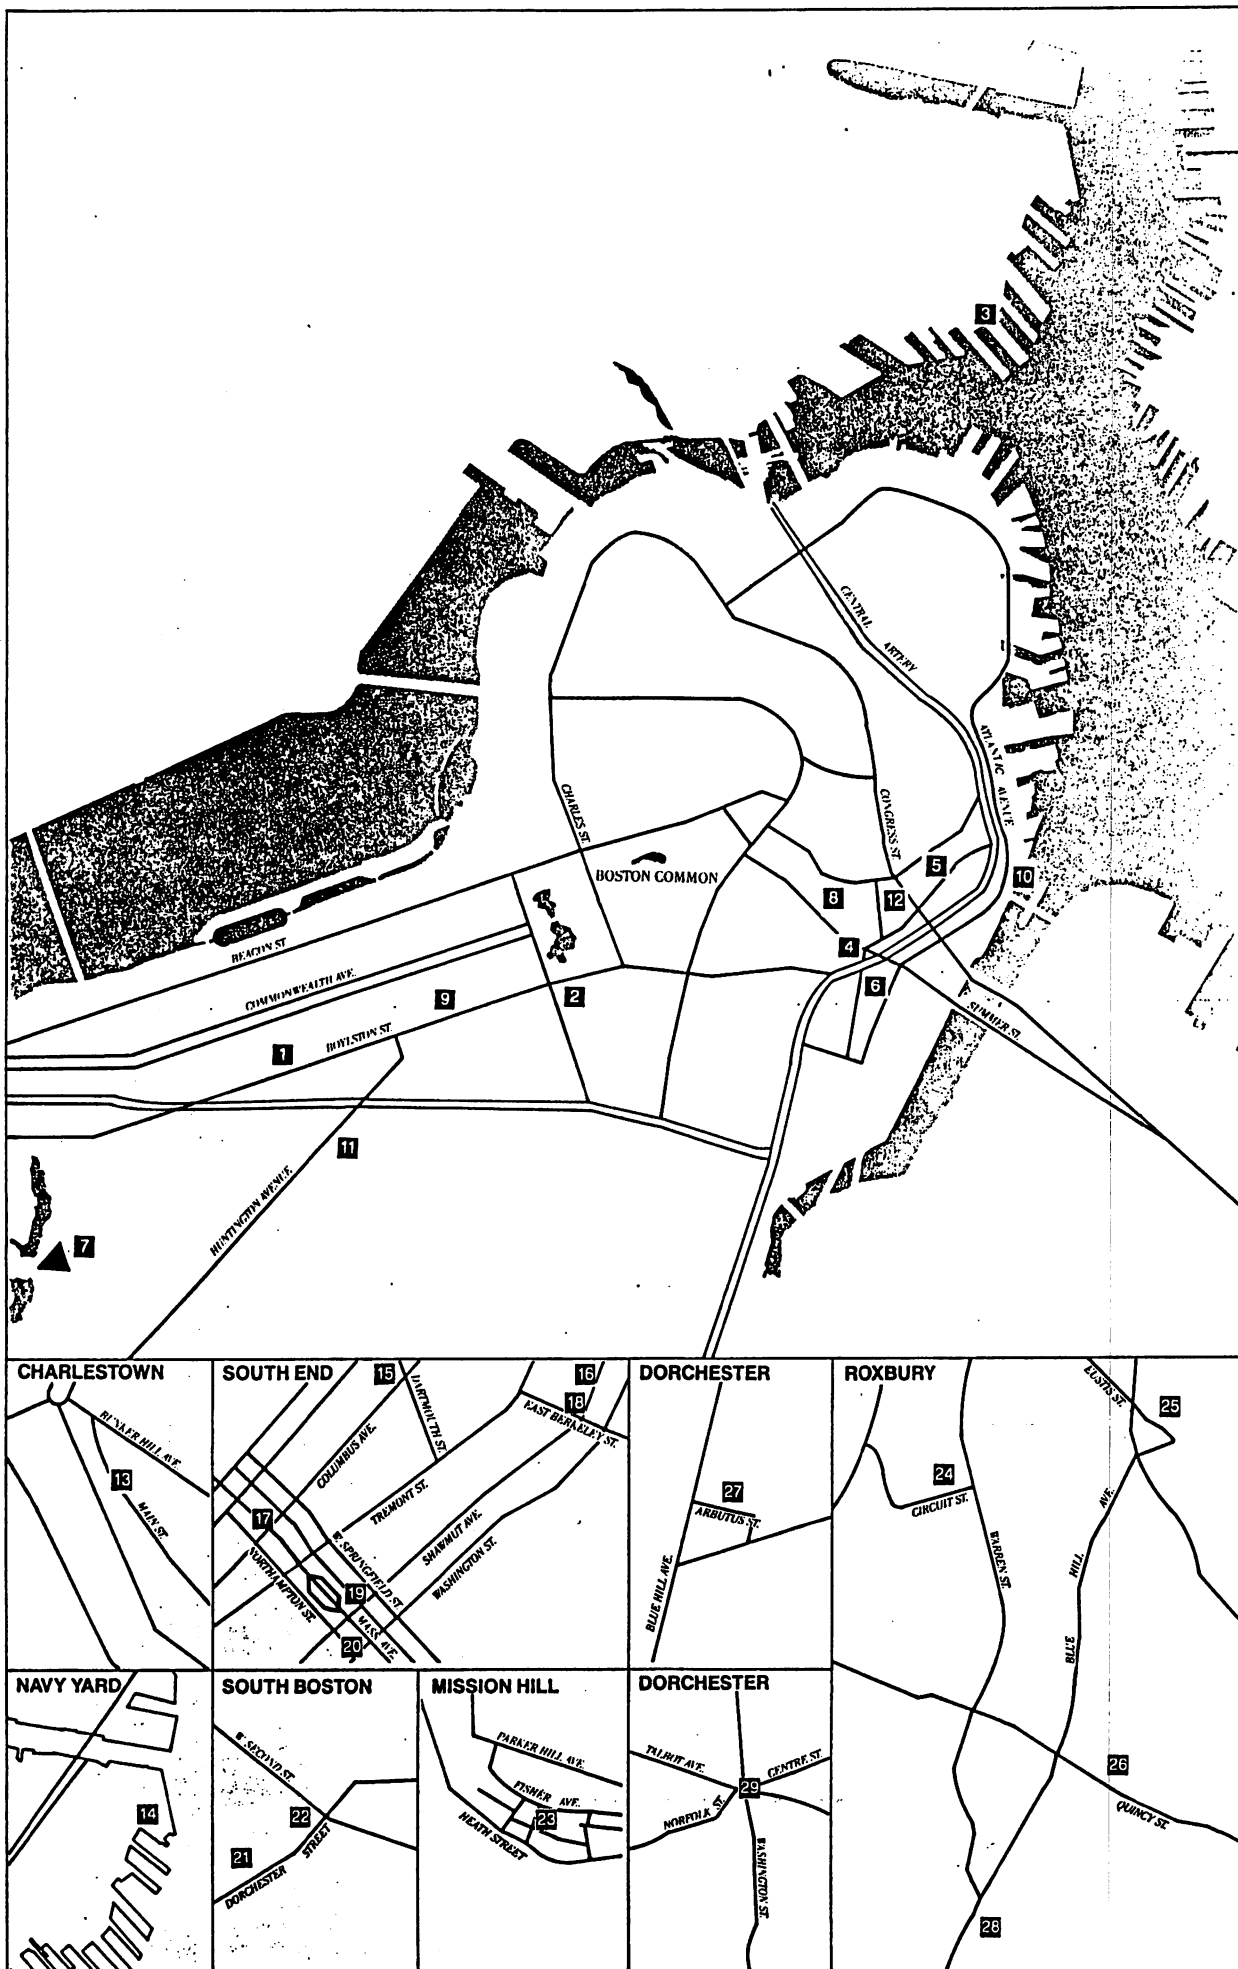 3
CENTRAL
ARTERY
ATLANTIC
AVENUE
CHARLES ST.
CONGRESS ST.
BOSTON COMMON
5
10
8
12
4
6
BEACON ST.
COMMONWEALTH AVE.
9
2
SUMMER ST.
BOYLSTON ST.
1
11
HUNTINGTON AVENUE
7
CHARLESTOWN
BUNKER HILL AVE
13
MAIN ST.
SOUTH END
15
16
DARTMOUTH ST.
18
EAST BERKELEY ST.
COLUMBUS AVE.
TREMONT ST.
17
W. SPRINGFIELD ST.
SHAWMUT AVE.
WASHINGTON ST.
NORTHAMPTON ST.
19
MASS AVE.
20
DORCHESTER
27
ARBUTUS ST.
BLUE HILL AVE.
ROXBURY
EUSTIS ST.
25
24
CIRCUIT ST.
WARREN ST.
BLUE
HILL
AVE.
26
QUINCY ST.
28
NAVY YARD
14
SOUTH BOSTON
W. SECOND ST.
22
21
DORCHESTER
STREET
MISSION HILL
PARKER HILL AVE.
FISHER AVE.
23
HEATH STREET
DORCHESTER
TALBUT AVE.
CENTRE ST.
29
NORFOLK ST.
WASHINGTON ST.